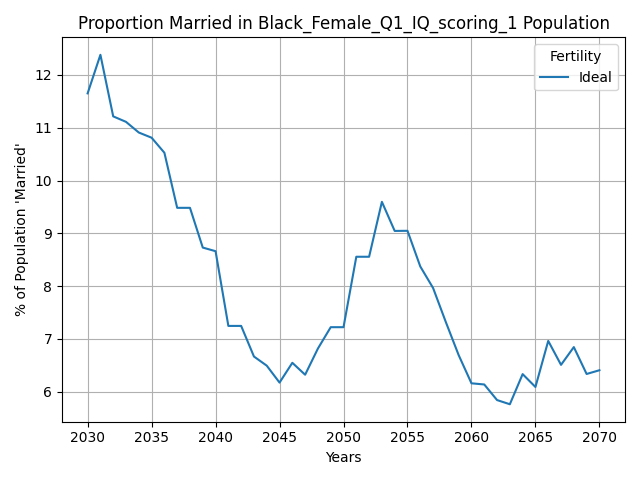 Proportion Married in Black_Female_Q1_IQ_scoring_1 Population
Fertility
Ideal
% of Population 'Married'
12
11
10
9
8
7
6
2030 2035 2040 2045 2050 2055 2060 2065 2070
Years